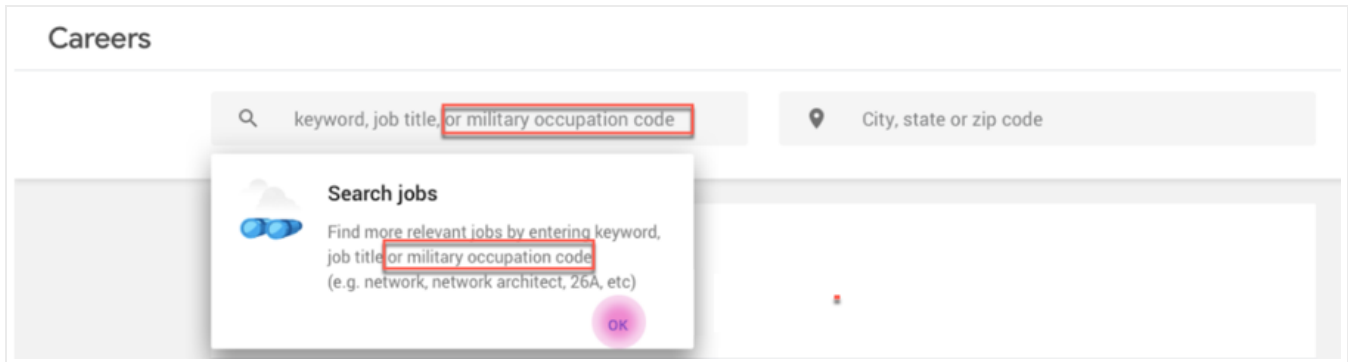 Careers
keyword, job title, or military occupation code
City, state or zip code
Search jobs
Find more relevant jobs by entering keyword,
job title or military occupation code
(e.g. network, network architect, 26A, etc)
OK